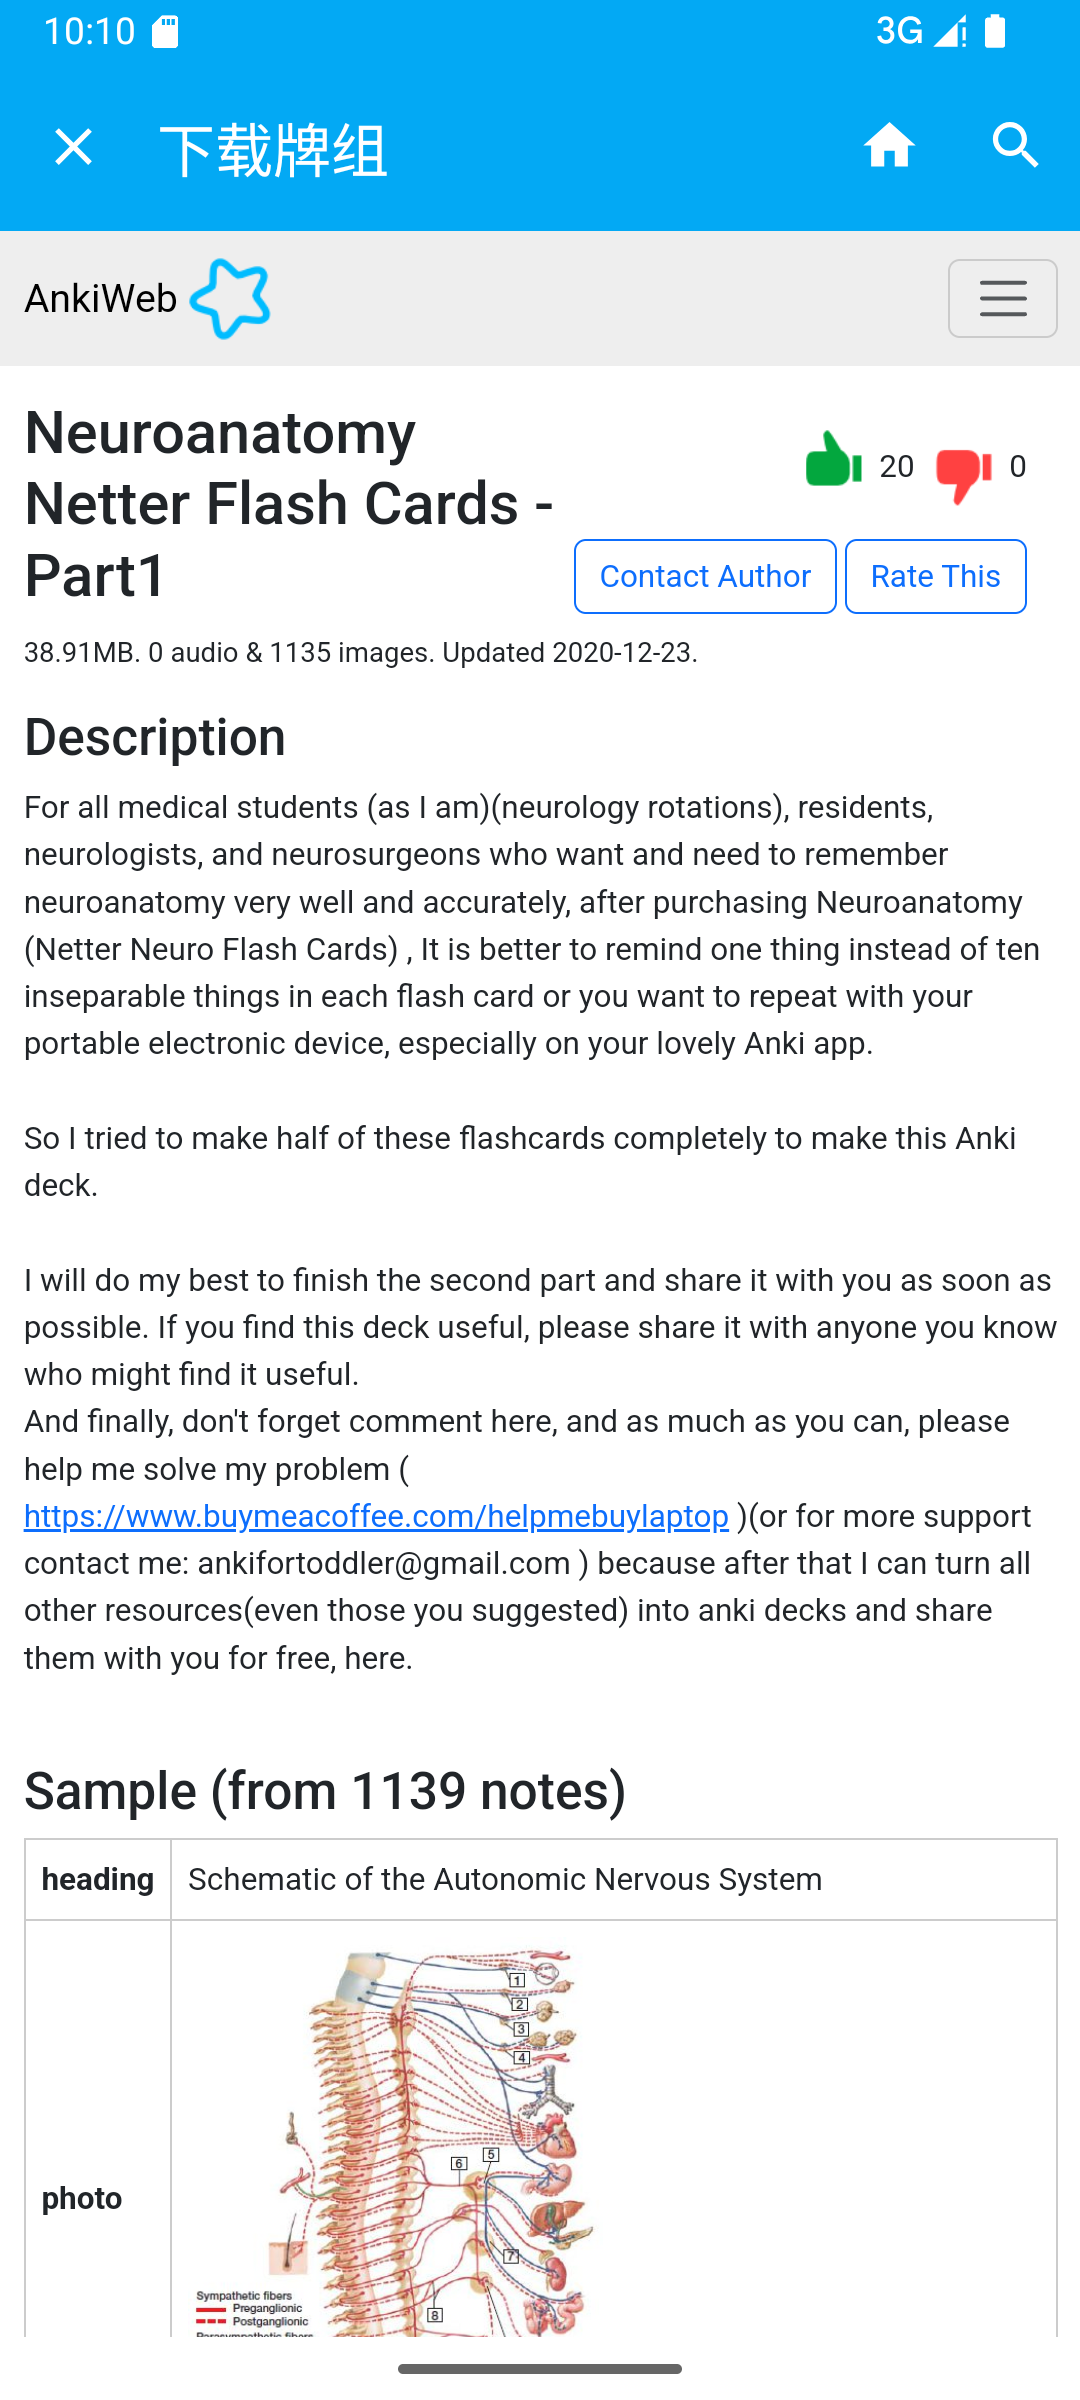 10:10
3G
下载牌组
AnkiWeb
Neuroanatomy
Netter Flash Cards -
Part1
20
0
Contact Author
Rate This
38.91MB. 0 audio & 1135 images. Updated 2020-12-23.
Description
For all medical students (as I am)(neurology rotations), residents,
neurologists, and neurosurgeons who want and need to remember
neuroanatomy very well and accurately, after purchasing Neuroanatomy
(Netter Neuro Flash Cards) , It is better to remind one thing instead of ten
inseparable things in each flash card or you want to repeat with your
portable electronic device, especially on your lovely Anki app.
So I tried to make half of these flashcards completely to make this Anki
deck.
I will do my best to finish the second part and share it with you as soon as
possible. If you find this deck useful, please share it with anyone you know
who might find it useful.
And finally, don't forget comment here, and as much as you can, please
help me solve my problem (
https://www.buymeacoffee.com/helpmebuylaptop )(or for more support
contact me: ankifortoddler@gmail.com ) because after that I can turn all
other resources(even those you suggested) into anki decks and share
them with you for free, here.
Sample (from 1139 notes)
heading
Schematic of the Autonomic Nervous System
photo
1
2
3
4
5
6
7
8
Sympathetic fibers
Preganglionic
Postganglionic
Parasympathetic fibers